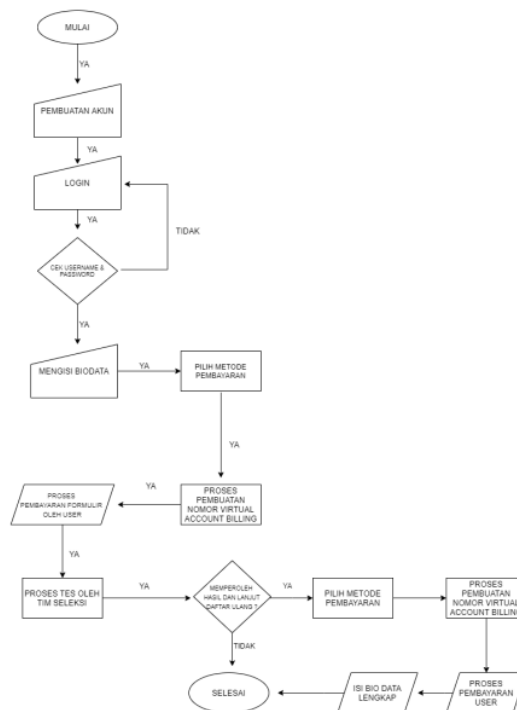 MULAI
YA
PEMBUATAN AKUN
YA
LOGIN
YA
TIDAK
CEK USERNAME &
PASSWORD
YA
MENGISI BIODATA
YA
PILIH METODE
PEMBAYARAN
YA
PROSES
PEMBUATAN
NOMOR VIRTUAL
ACCOUNT BILLING
YA
PROSES
PEMBAYARAN FORMULIR
OLEH USER
YA
PROSES TES OLEH
TIM SELEKSI
YA
MEMPEROLEH
HASIL DAN LANJUT
DAFTAR ULANG ?
YA
PILIH METODE
PEMBAYARAN
PROSES
PEMBUATAN
NOMOR VIRTUAL
ACCOUNT BILLING
TIDAK
PROSES
PEMBAYARAN
USER
ISI BIO DATA
LENGKAP
SELESAI